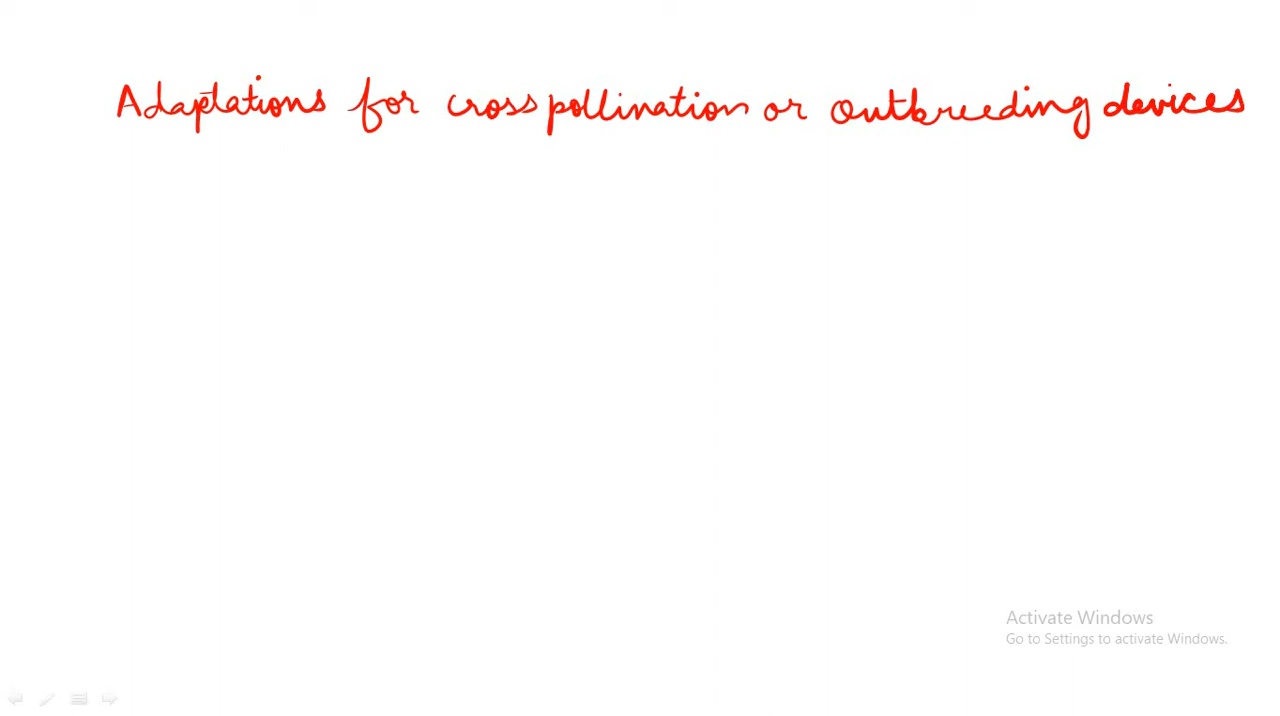 Adaptations for cross pollination or Outbreeding devices
Activate Windows
Go to Settings to activate Windows.